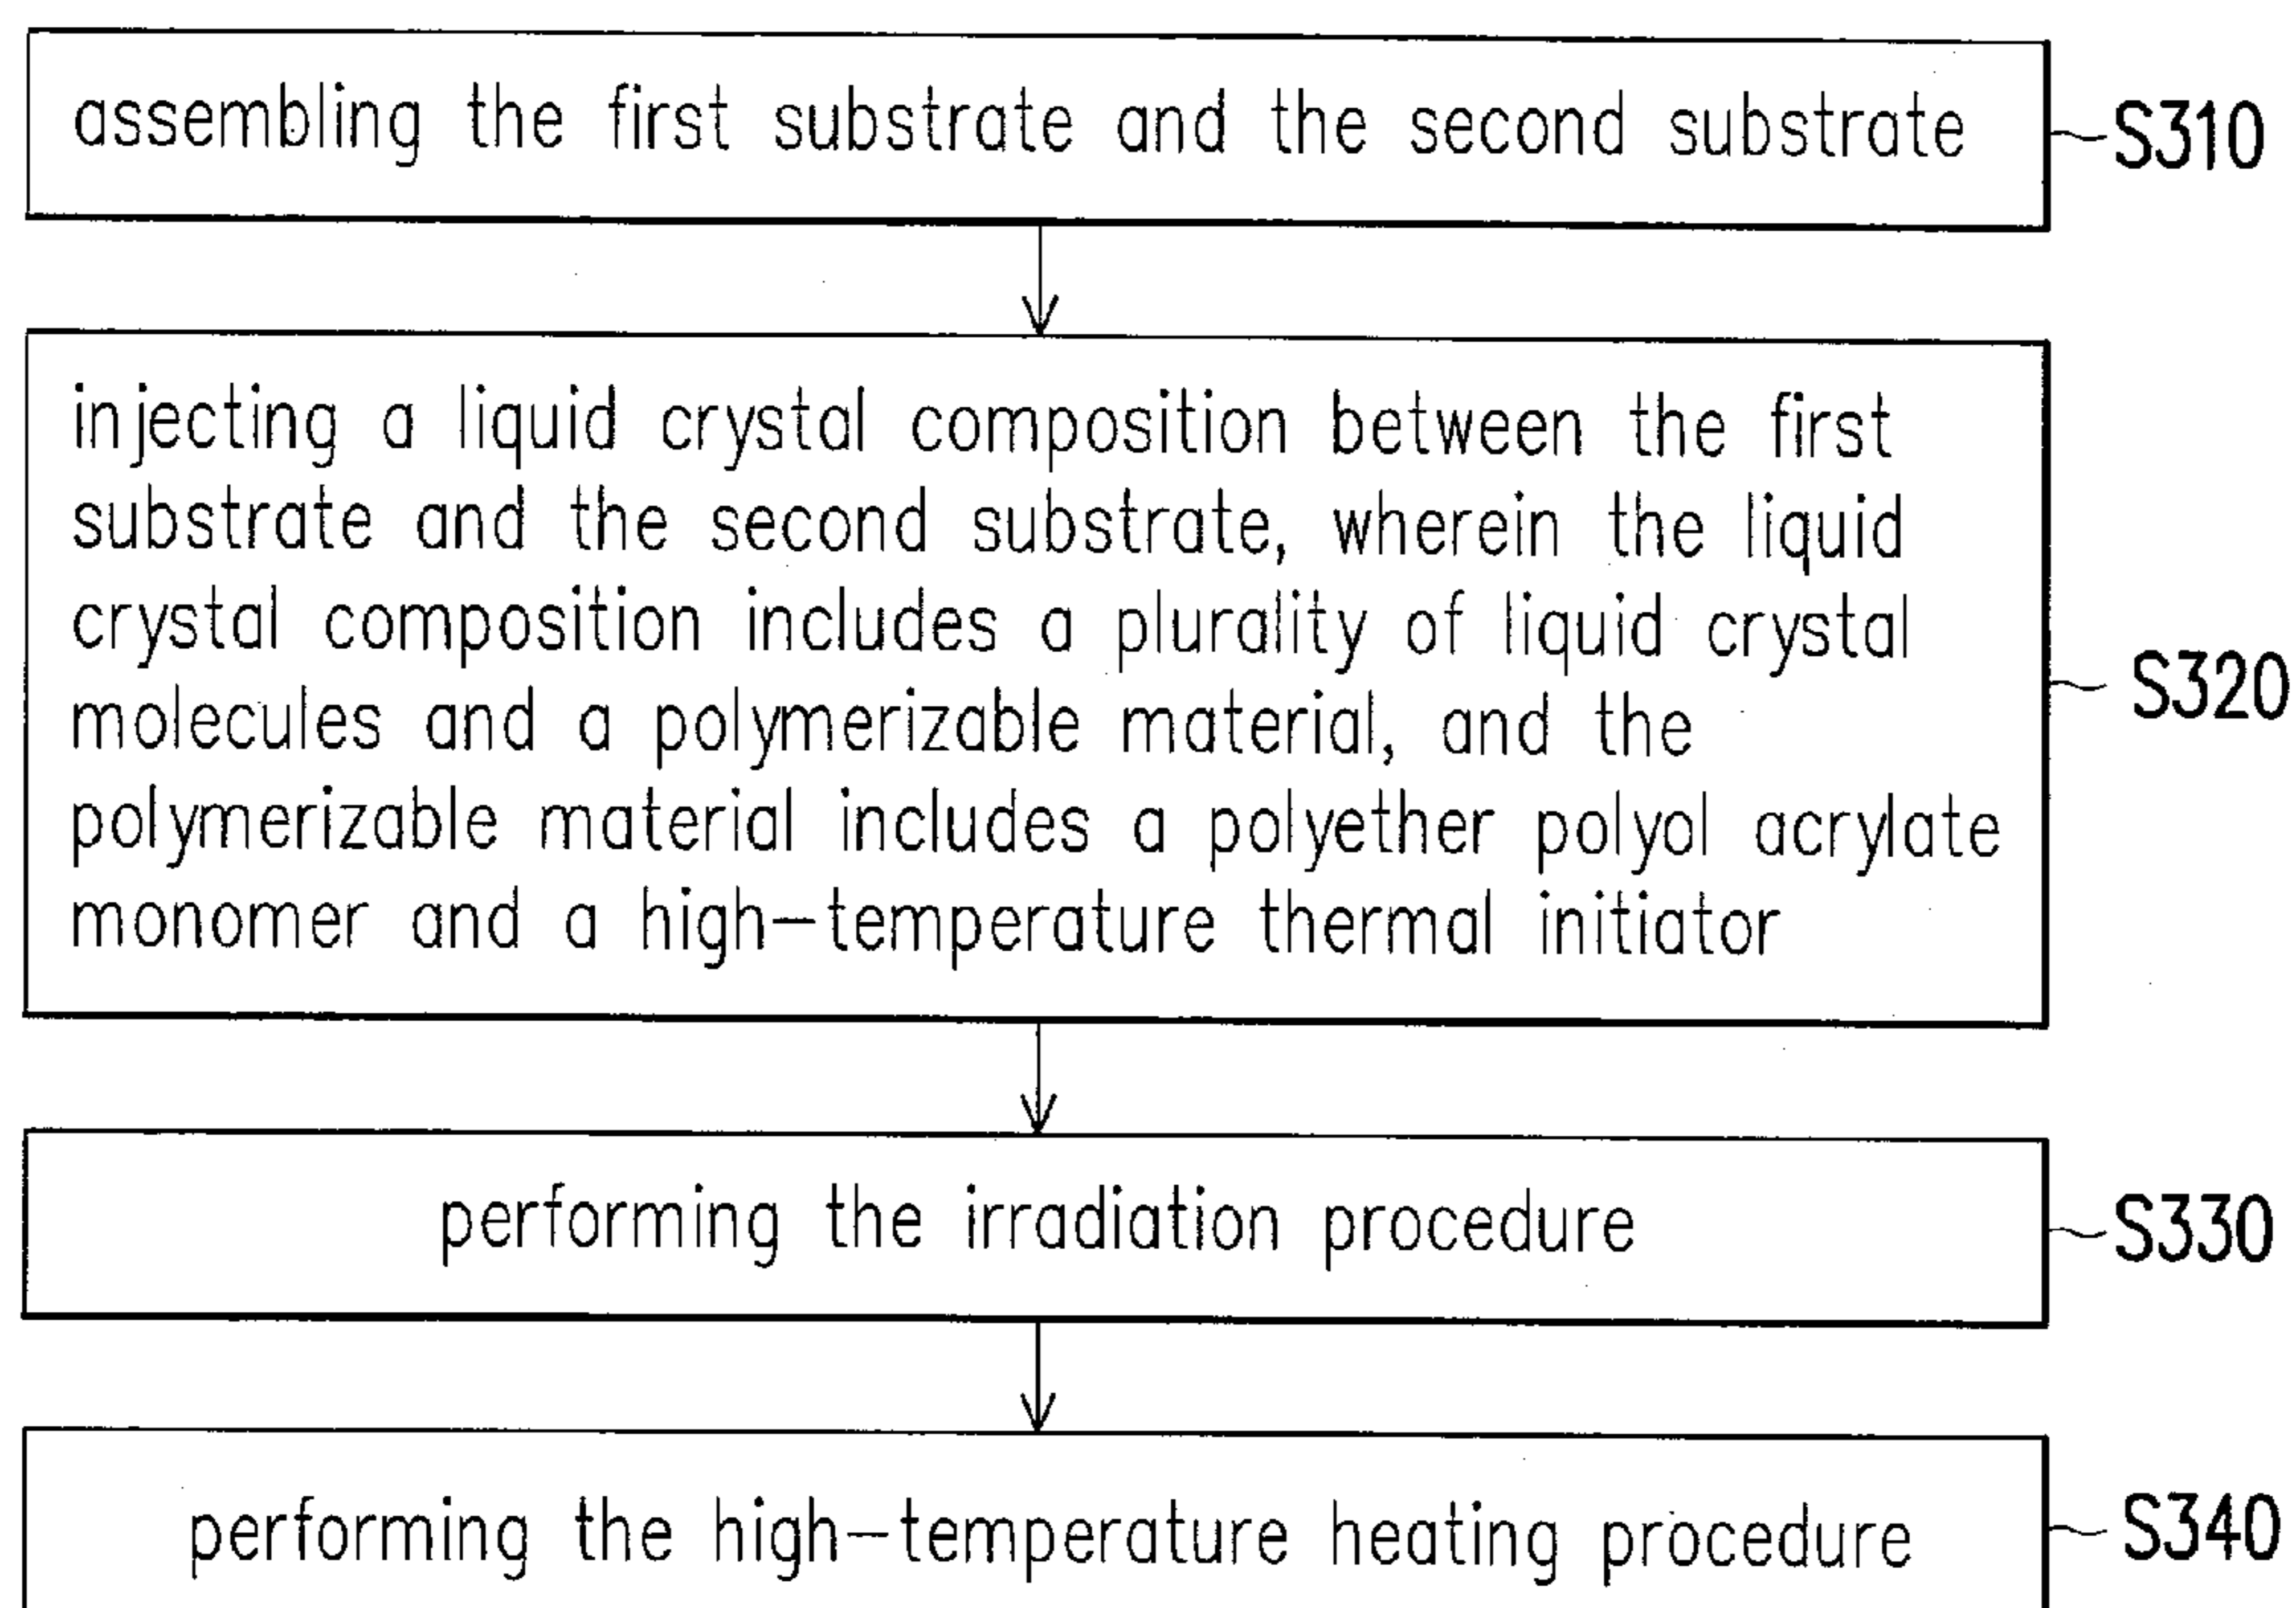 assembling the first substrate and the second substrate
S310
injecting a liquid crystal composition between the first
substrate and the second substrate, wherein the liquid
crystal composition includes a plurality of liquid crystal
molecules and a polymerizable material, and the
polymerizable material includes a polyether polyol acrylate
monomer and a high-temperature thermal initiator
S320
performing the irradiation procedure
S330
performing the high-temperature heating procedure
S340